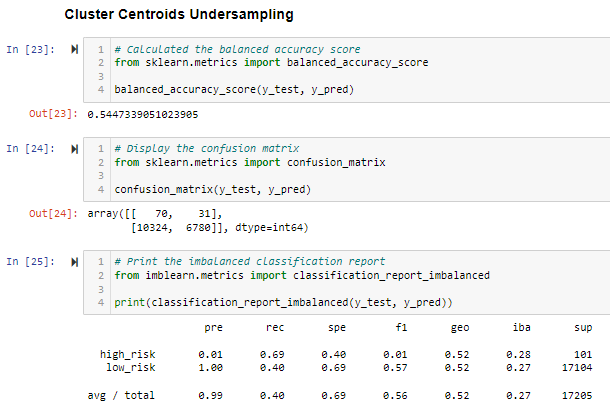 Cluster Centroids Undersampling
In [23]:
1 # Calculated the balanced accuracy score
2 from sklearn.metrics import balanced_accuracy_score
3
4 balanced_accuracy_score(y_test, y_pred)
Out[23]: 0.5447339051023905
In [24]:
1 # Display the confusion matrix
2 from sklearn.metrics import confusion_matrix
3
4 confusion_matrix(y_test, y_pred)
Out[24]: array([[   70,    31],
       [10324,  6780]], dtype=int64)
In [25]:
1 # Print the imbalanced classification report
2 from imblearn.metrics import classification_report_imbalanced
3
4 print(classification_report_imbalanced(y_test, y_pred))
pre rec spe f1 geo iba sup
high_risk 0.01 0.69 0.40 0.01 0.52 0.28 101
low_risk 1.00 0.40 0.69 0.57 0.52 0.27 17104
avg / total 0.99 0.40 0.69 0.56 0.52 0.27 17205